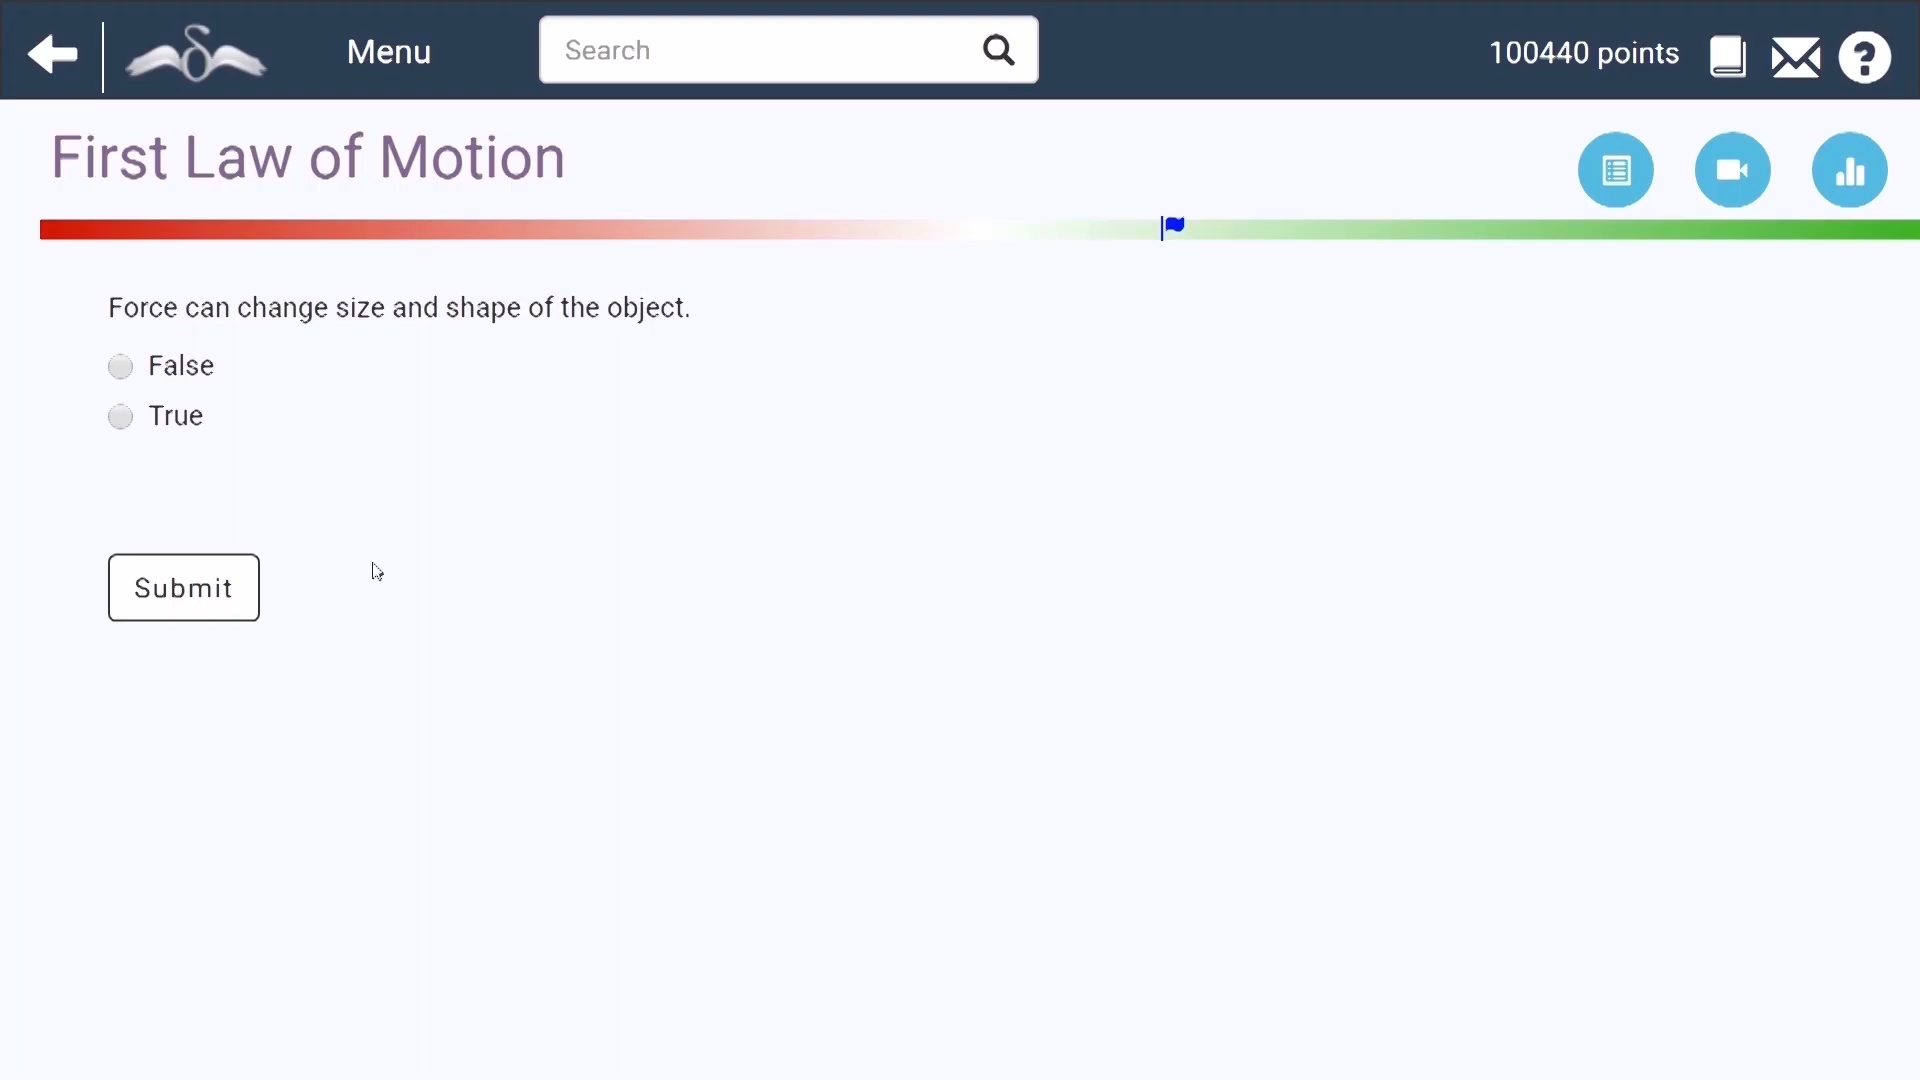 Menu
Search
100440 points
First Law of Motion
Force can change size and shape of the object.
False
True
Submit